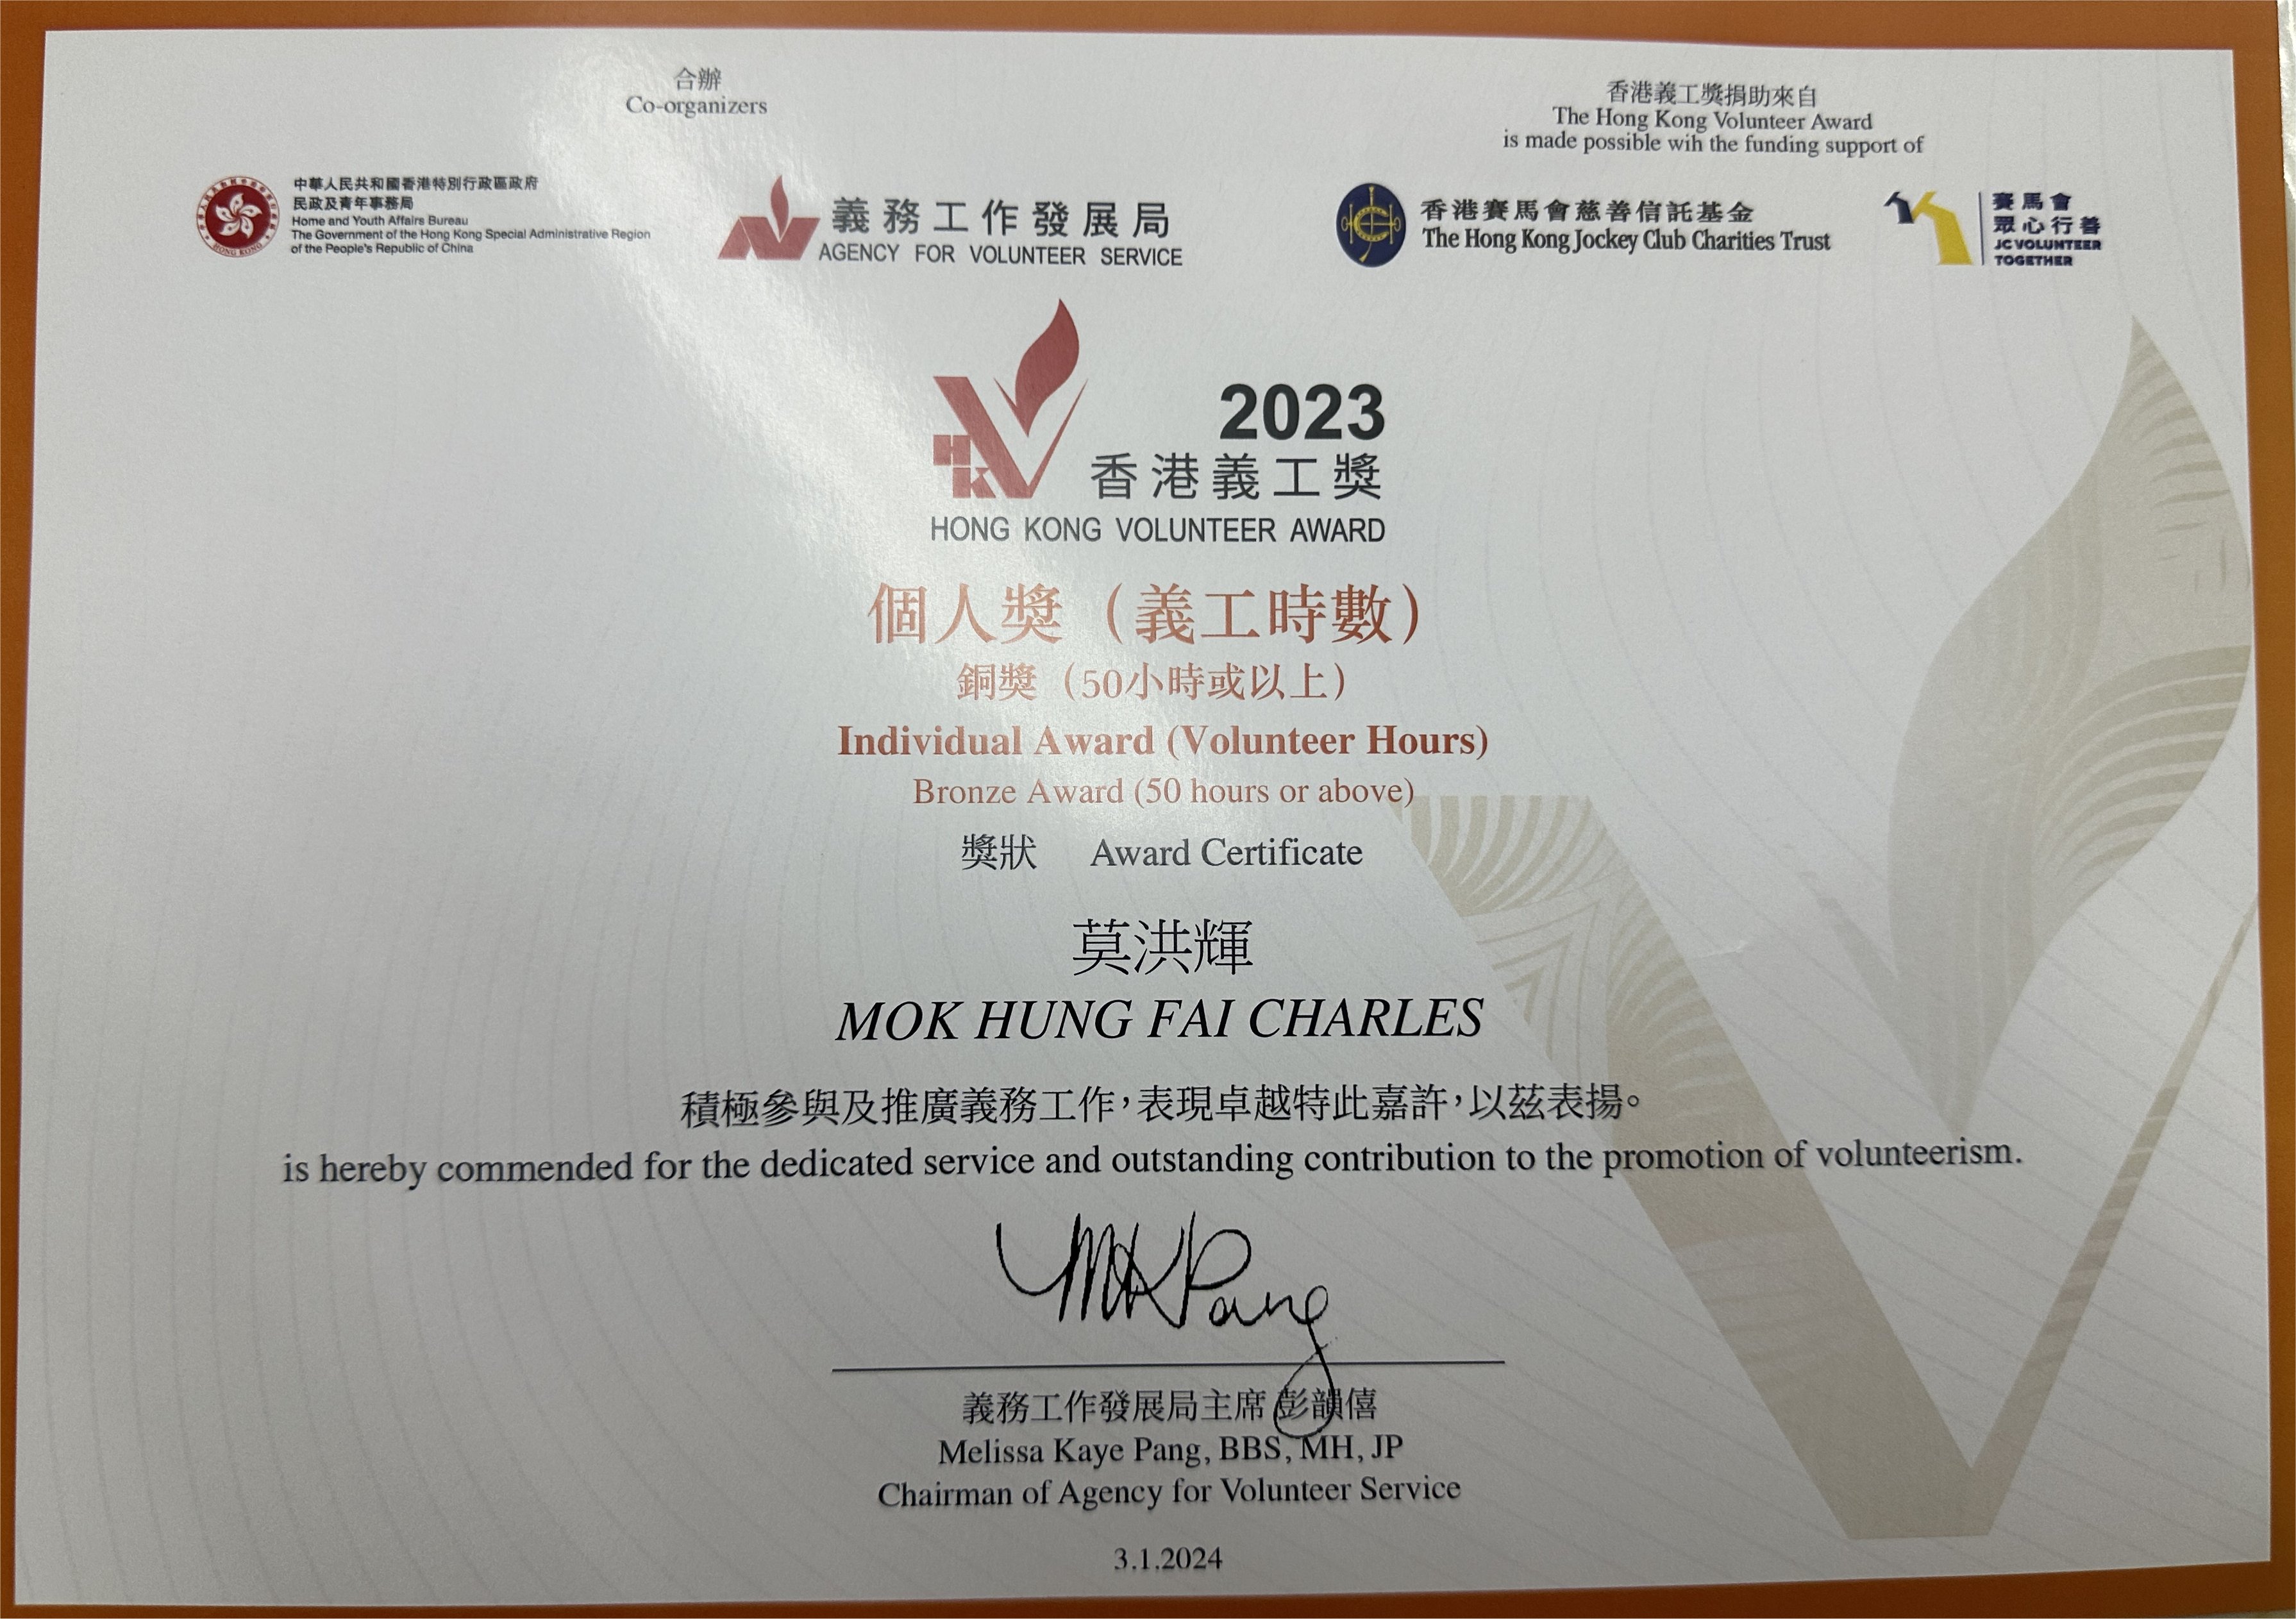 合辦
Co-organizers
香港義工獎捐助來自
The Hong Kong Volunteer Award
is made possible wih the funding support of
中華人民共和國香港特別行政區政府
民政及青年事務局
Home and Youth Affairs Bureau
The Government of the Hong Kong Special Administrative Region
of the People's Republic of China
HONG KONG
義務工作發展局
AGENCY FOR VOLUNTEER SERVICE
香港賽馬會慈善信託基金
The Hong Kong Jockey Club Charities Trust
賽馬會
眾心行善
JC VOLUNTEER
TOGETHER
HK
2023
香港義工獎
HONG KONG VOLUNTEER AWARD
個人獎（義工時數）
銅獎（50小時或以上）
Individual Award (Volunteer Hours)
Bronze Award (50 hours or above)
獎狀 Award Certificate
莫洪輝
MOK HUNG FAI CHARLES
積極參與及推廣義務工作，表現卓越特此嘉許，以茲表揚。
is hereby commended for the dedicated service and outstanding contribution to the promotion of volunteerism.
MKPang
義務工作發展局主席 彭韻僖
Melissa Kaye Pang, BBS, MH, JP
Chairman of Agency for Volunteer Service
3.1.2024